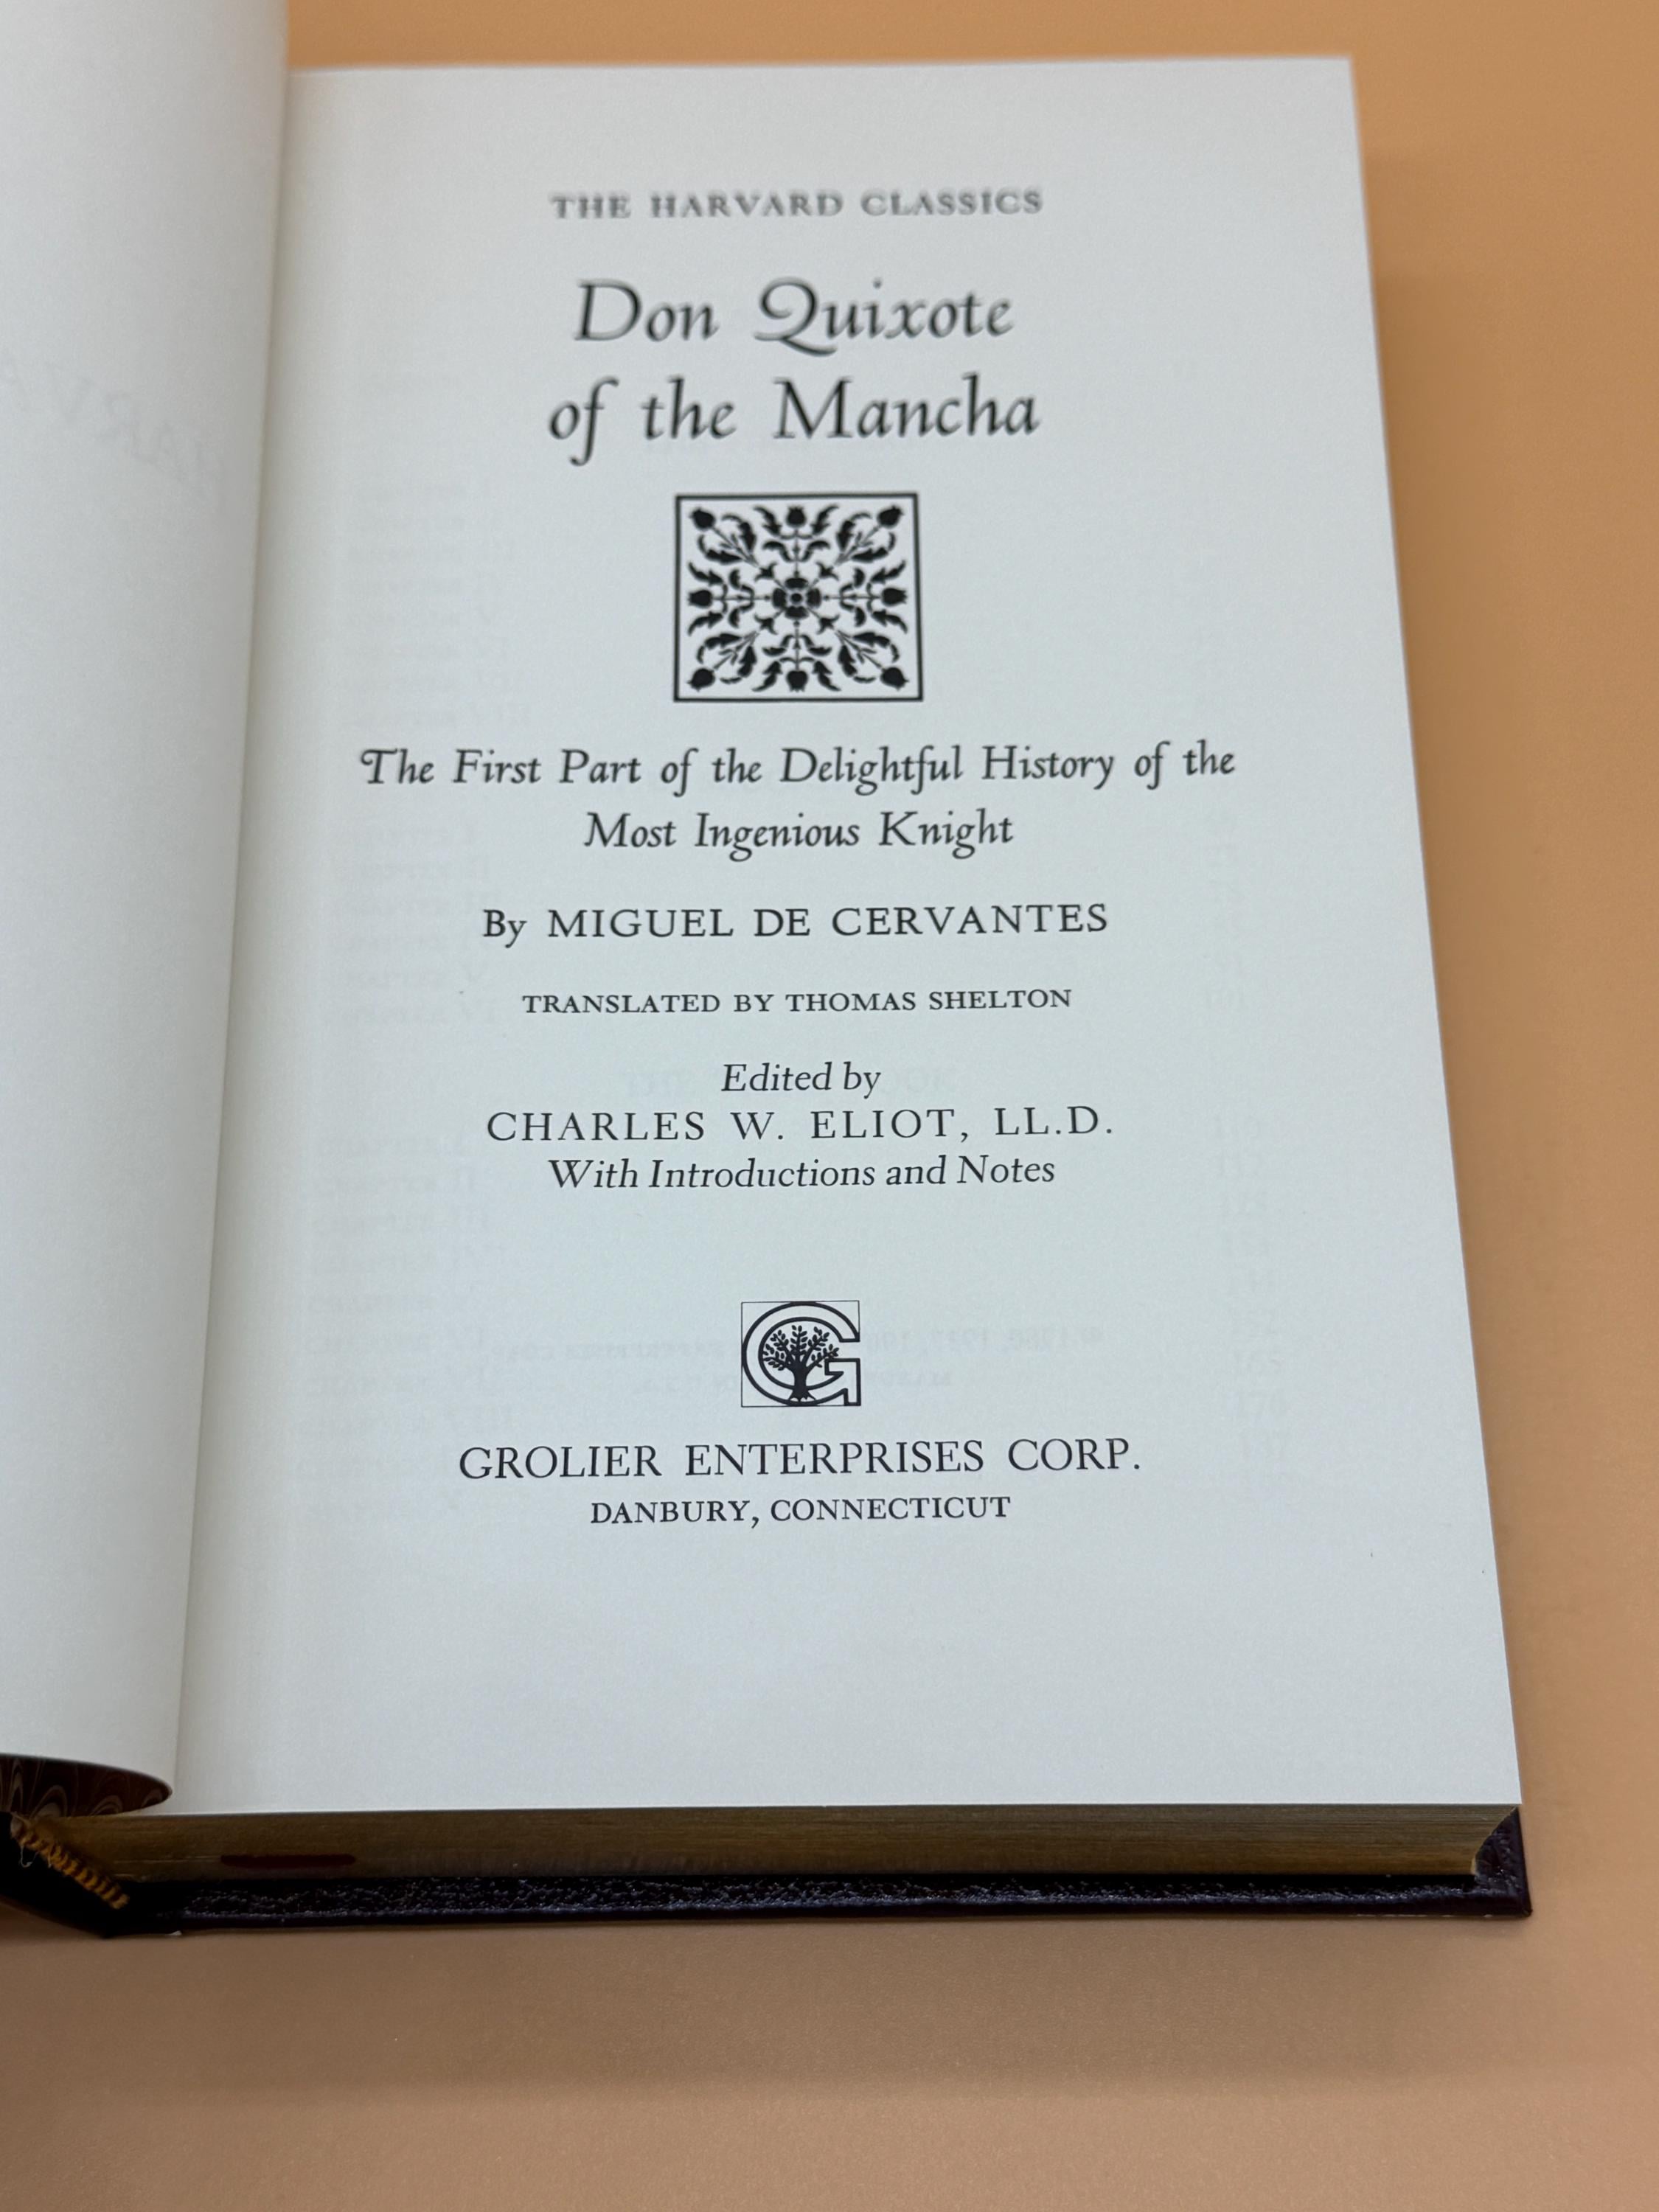 THE HARVARD CLASSICS
Don Quixote
of the Mancha
The First Part of the Delightful History of the
Most Ingenious Knight
By MIGUEL DE CERVANTES
TRANSLATED BY THOMAS SHELTON
Edited by
CHARLES W. ELIOT, LL.D.
With Introductions and Notes
G
GROLIER ENTERPRISES CORP.
DANBURY, CONNECTICUT